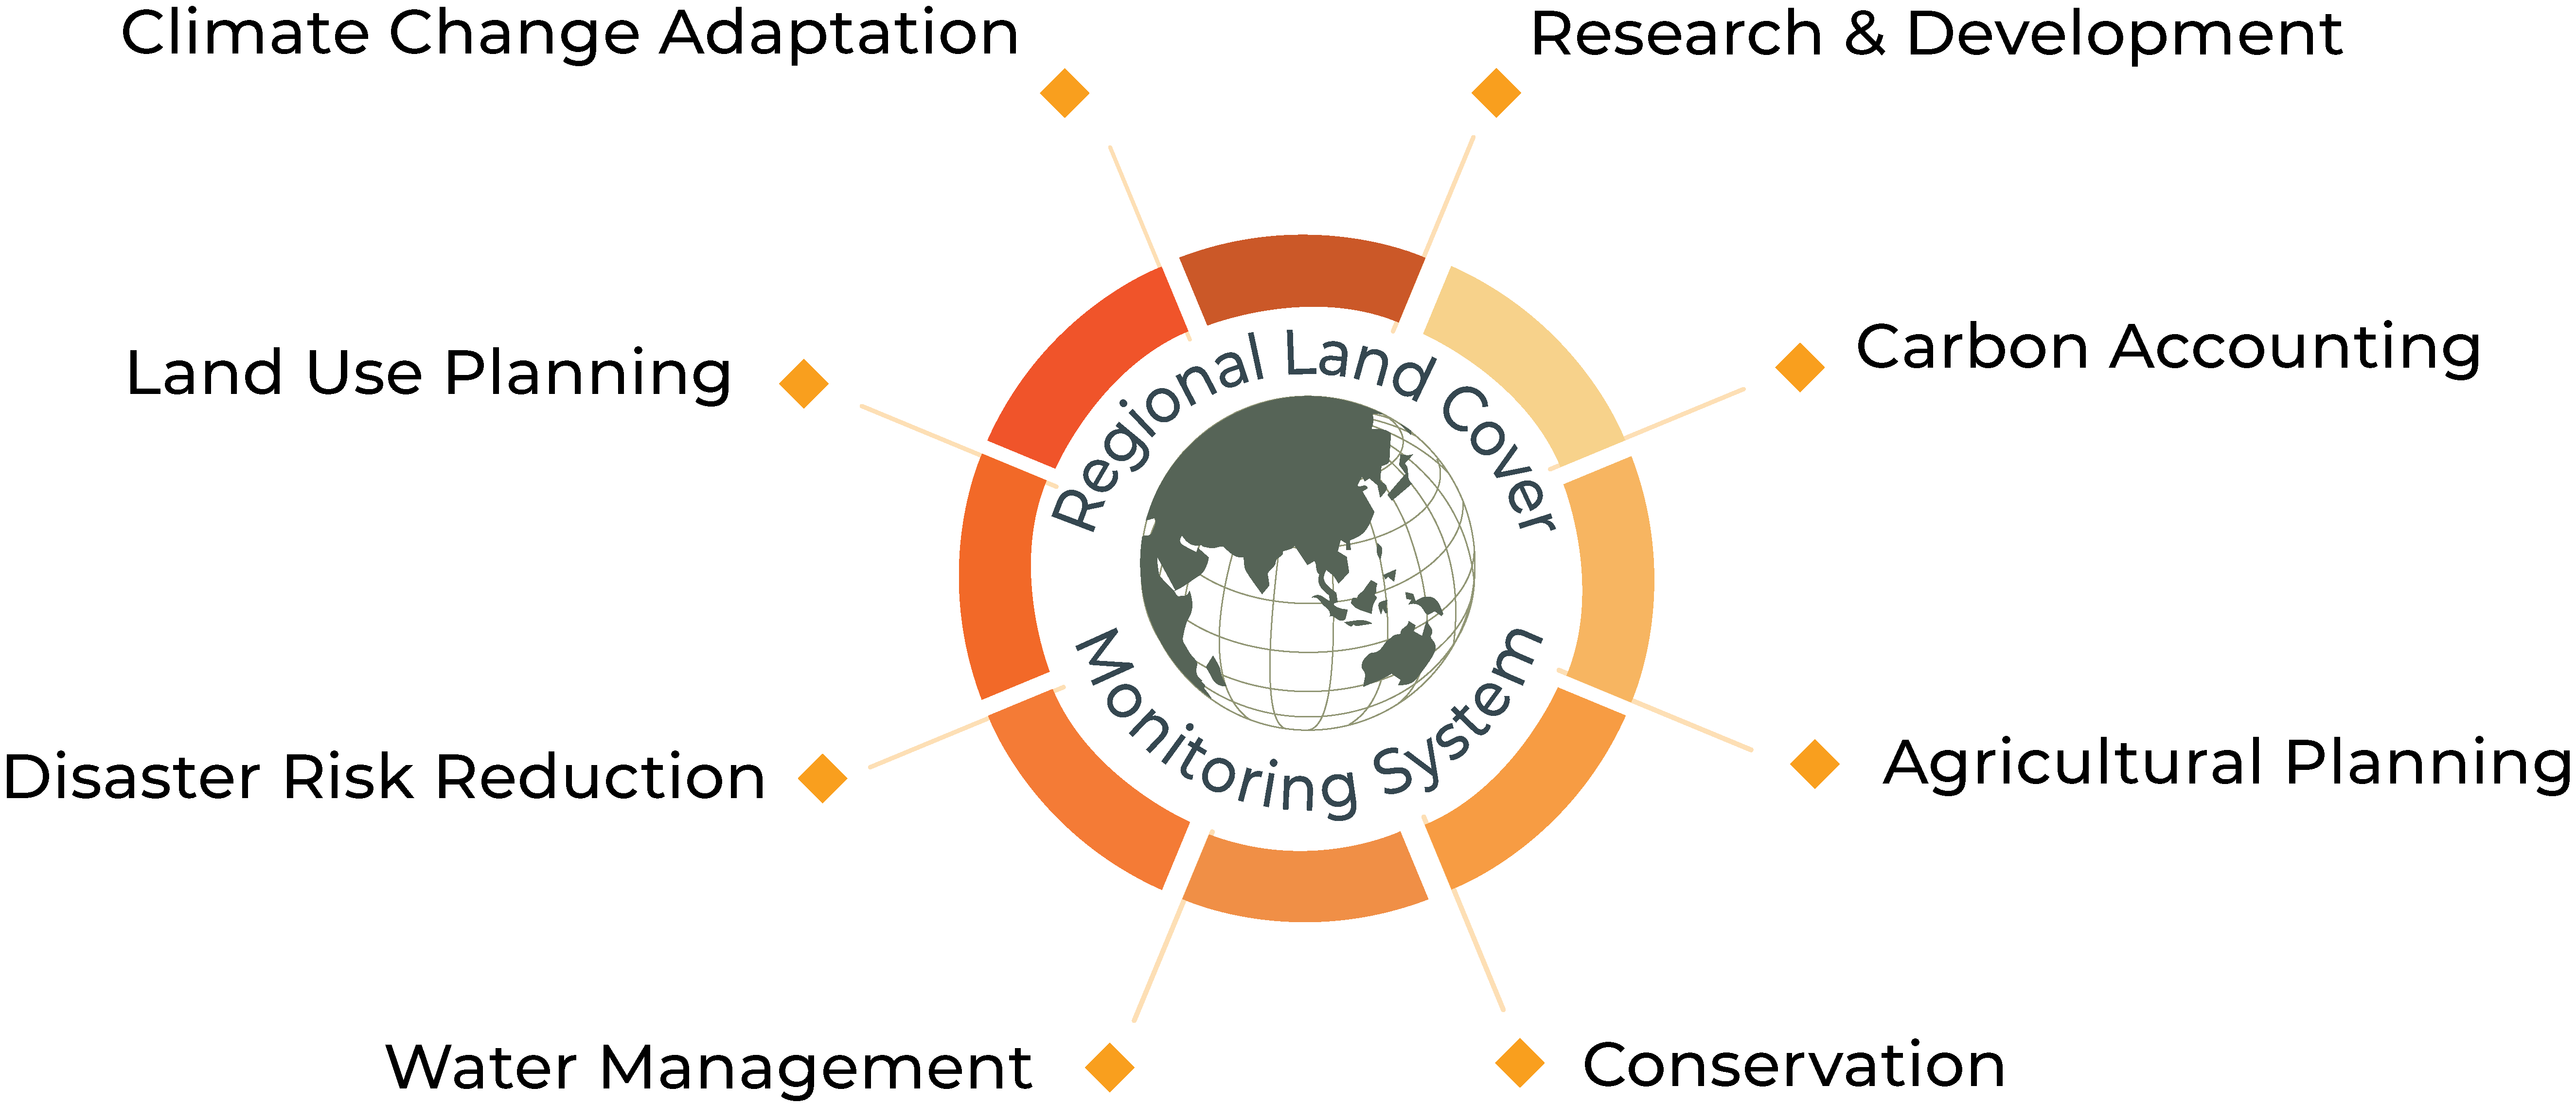 Climate Change Adaptation
Research & Development
Land Use Planning
Carbon Accounting
Regional Land Cover
Monitoring System
Disaster Risk Reduction
Agricultural Planning
Water Management
Conservation